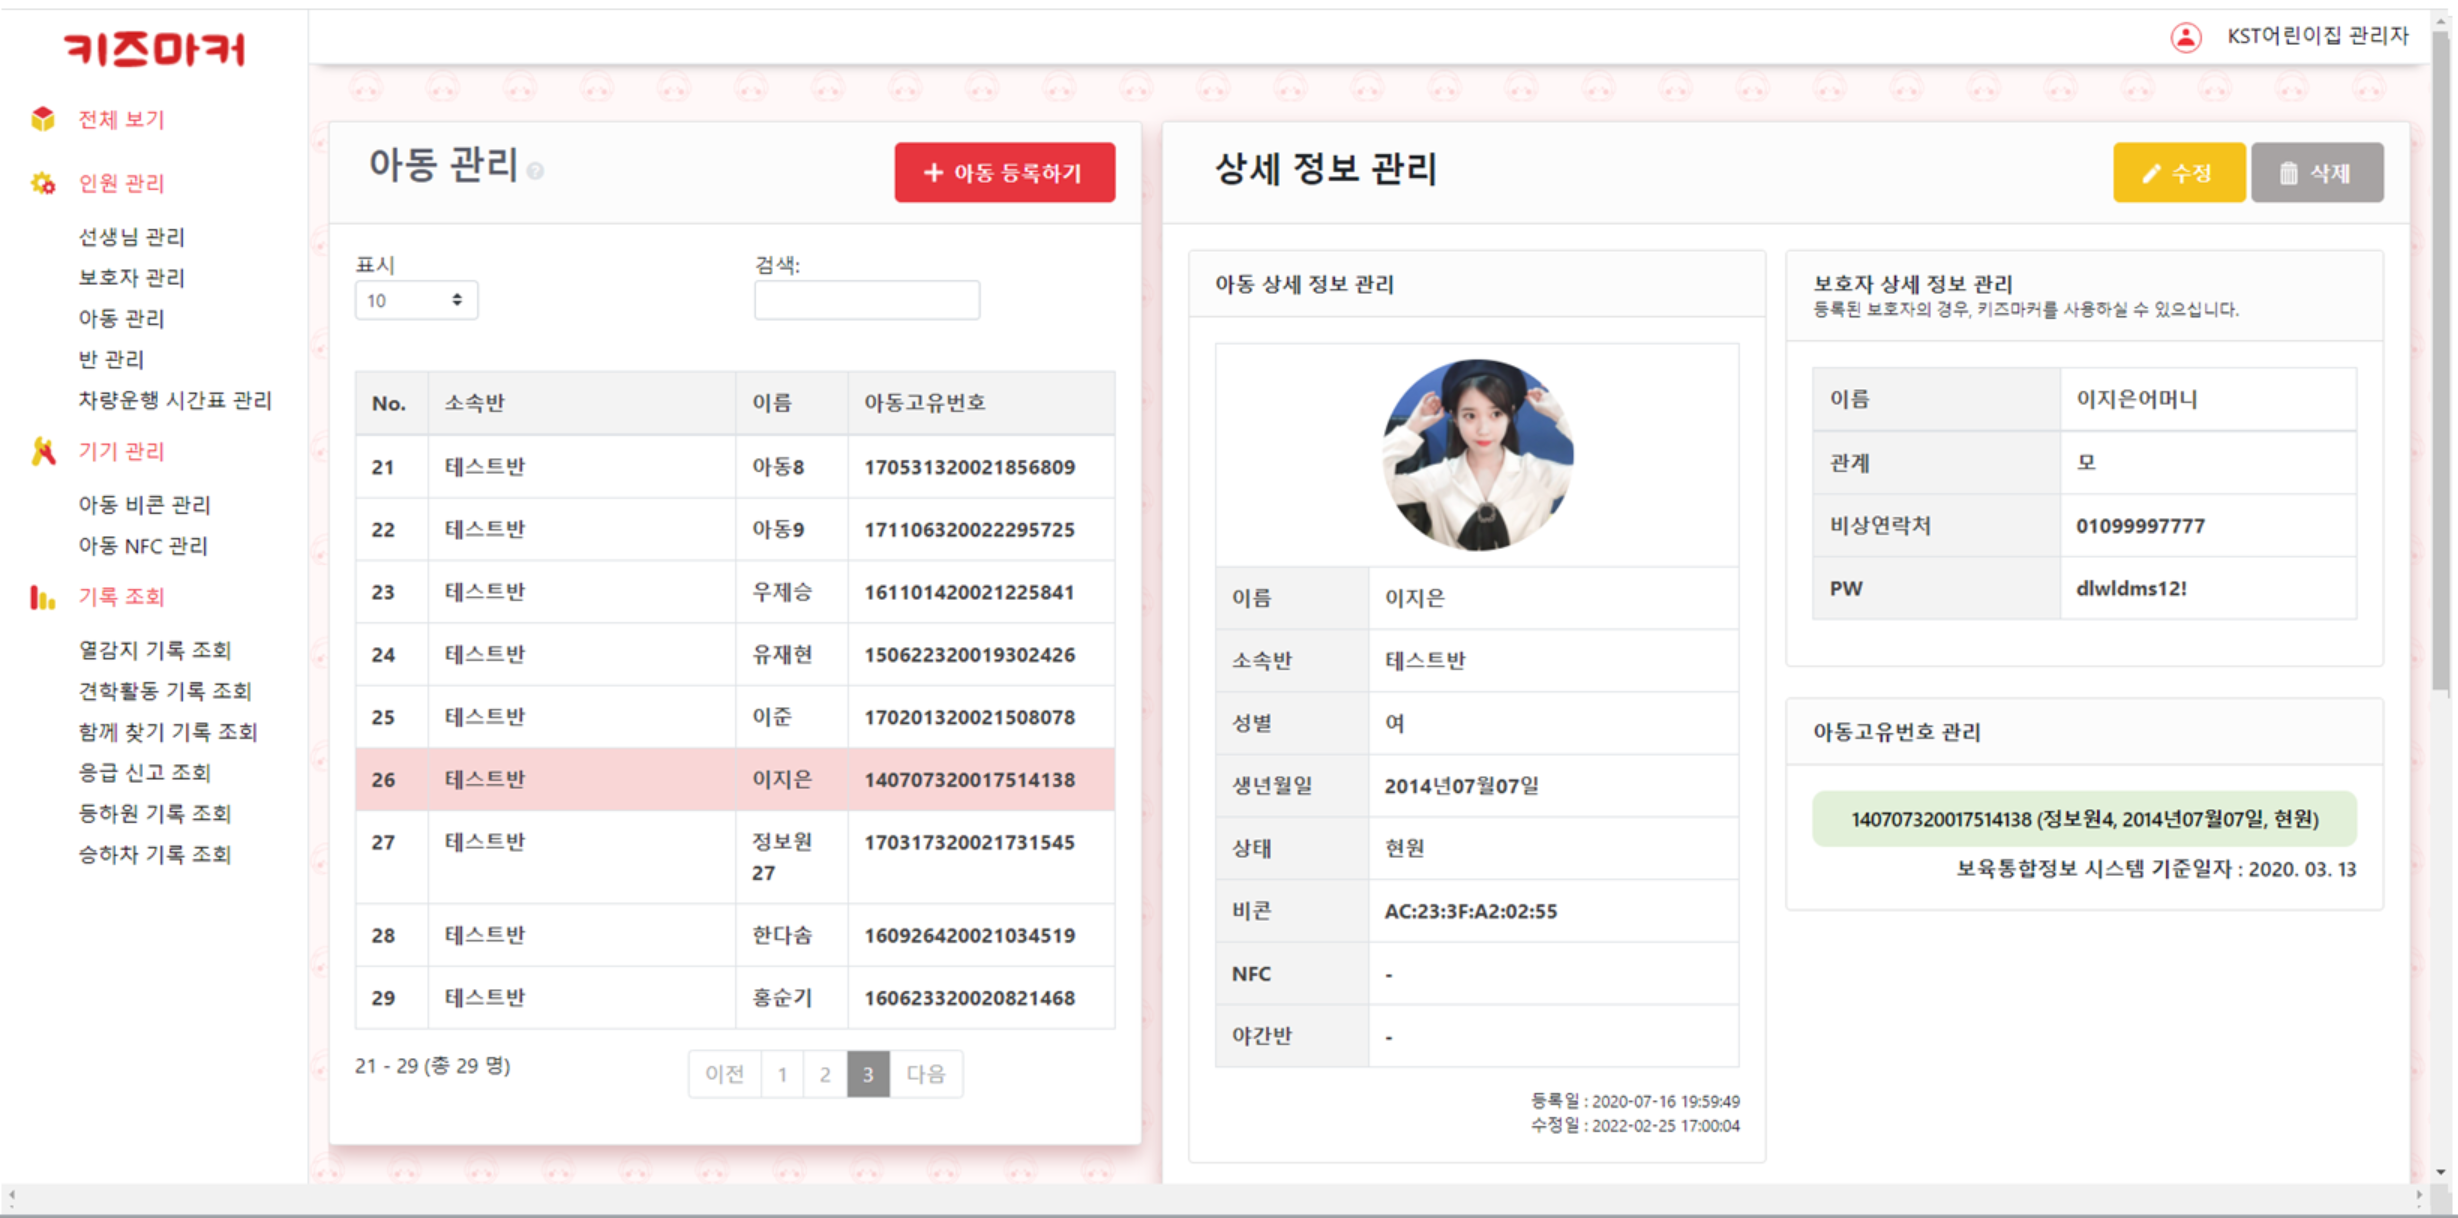 키즈마커
KST어린이집 관리자
전체 보기
인원 관리
선생님 관리
보호자 관리
아동 관리
반 관리
차량운행 시간표 관리
기기 관리
아동 비콘 관리
아동 NFC 관리
기록 조회
열감지 기록 조회
견학활동 기록 조회
함께 찾기 기록 조회
응급 신고 조회
등하원 기록 조회
승하차 기록 조회
아동 관리 ?
+ 아동 등록하기
표시
10
검색:
No. 소속반 이름 아동고유번호
21 테스트반 아동8 170531320021856809
22 테스트반 아동9 171106320022295725
23 테스트반 우제승 161101420021225841
24 테스트반 유재현 150622320019302426
25 테스트반 이준 170201320021508078
26 테스트반 이지은 140707320017514138
27 테스트반 정보원 170317320021731545
27
28 테스트반 한다솜 160926420021034519
29 테스트반 홍순기 160623320020821468
21 - 29 (총 29 명)
이전 1 2 3 다음
상세 정보 관리
수정
삭제
아동 상세 정보 관리
이름 이지은
소속반 테스트반
성별 여
생년월일 2014년07월07일
상태 현원
비콘 AC:23:3F:A2:02:55
NFC -
야간반 -
등록일 : 2020-07-16 19:59:49
수정일 : 2022-02-25 17:00:04
보호자 상세 정보 관리
등록된 보호자의 경우, 키즈마커를 사용하실 수 있으십니다.
이름 이지은어머니
관계 모
비상연락처 01099997777
PW dlwldms12!
아동고유번호 관리
140707320017514138 (정보원4, 2014년07월07일, 현원)
보육통합정보 시스템 기준일자 : 2020. 03. 13